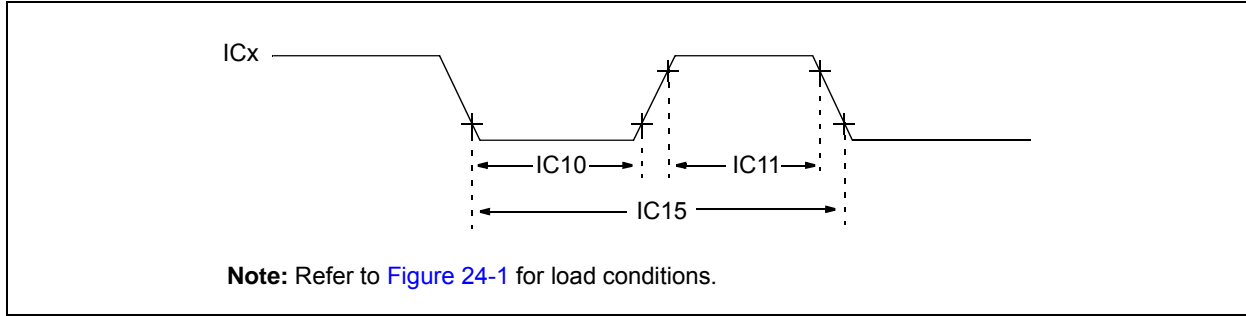 ICx
IC10
IC11
IC15
Note: Refer to Figure 24-1 for load conditions.